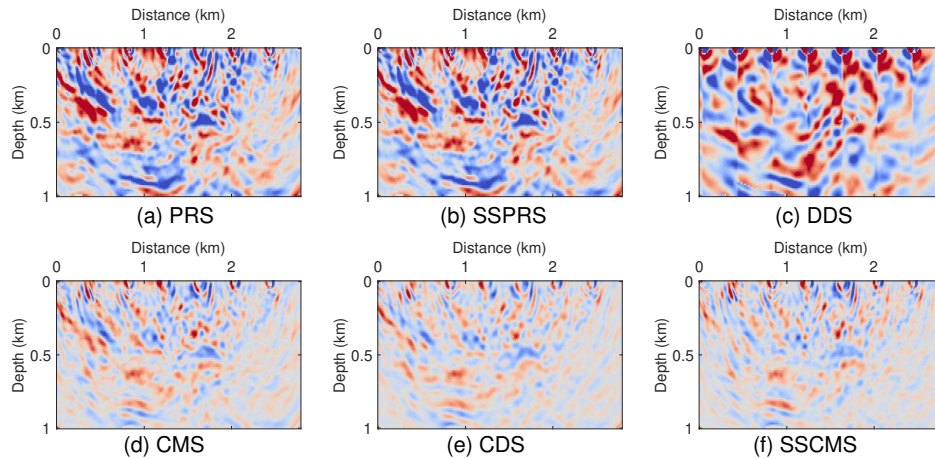 Distance (km)
Distance (km)
Distance (km)
0 1 2
0 1 2
0 1 2
Depth (km)
0
0.5
1
Depth (km)
0
0.5
1
Depth (km)
0
0.5
1
(a) PRS
(b) SSPRS
(c) DDS
Distance (km)
Distance (km)
Distance (km)
0 1 2
0 1 2
0 1 2
Depth (km)
0
0.5
1
Depth (km)
0
0.5
1
Depth (km)
0
0.5
1
(d) CMS
(e) CDS
(f) SSCMS